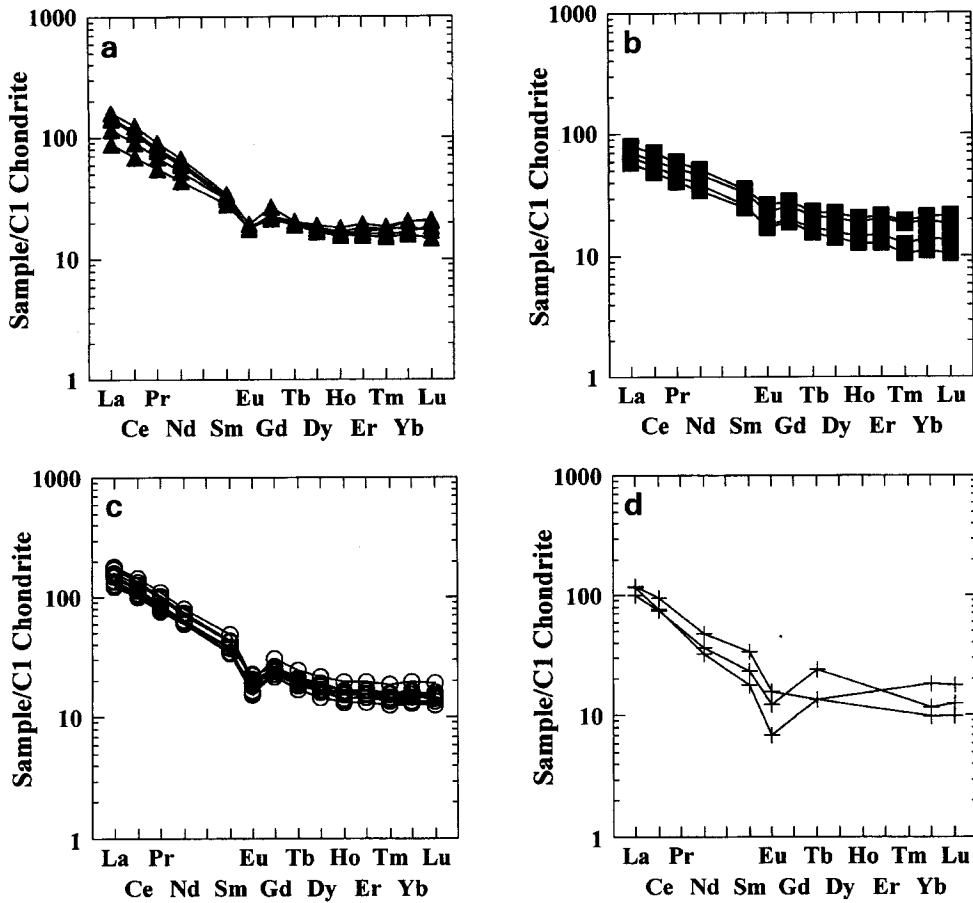 a
1000
100
10
1
Sample/C1 Chondrite
La Pr Eu Tb Ho Tm Lu
Ce Nd Sm Gd Dy Er Yb
b
1000
100
10
1
Sample/C1 Chondrite
La Pr Eu Tb Ho Tm Lu
Ce Nd Sm Gd Dy Er Yb
c
1000
100
10
1
Sample/C1 Chondrite
La Pr Eu Tb Ho Tm Lu
Ce Nd Sm Gd Dy Er Yb
d
1000
100
10
1
Sample/C1 Chondrite
La Pr Eu Tb Ho Tm Lu
Ce Nd Sm Gd Dy Er Yb